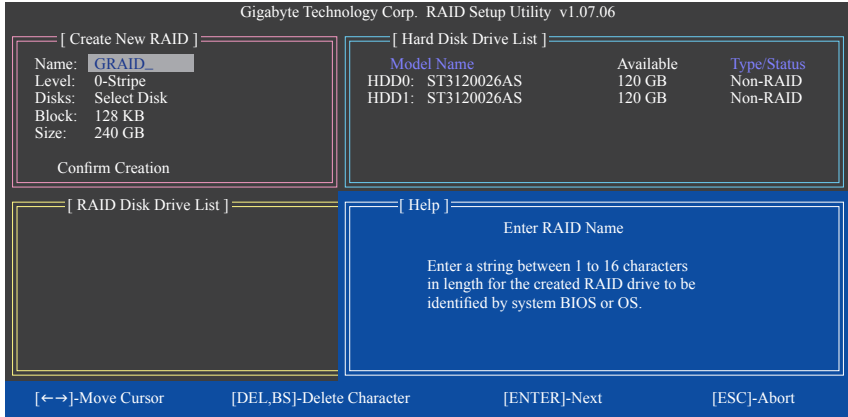 Gigabyte Technology Corp. RAID Setup Utility v1.07.06
[ Create New RAID ]
Name: GRAID_
Level: 0-Stripe
Disks: Select Disk
Block: 128 KB
Size: 240 GB
Confirm Creation
[ Hard Disk Drive List ]
Model Name Available Type/Status
HDD0: ST3120026AS 120 GB Non-RAID
HDD1: ST3120026AS 120 GB Non-RAID
[ RAID Disk Drive List ]
[ Help ]
Enter RAID Name
Enter a string between 1 to 16 characters
in length for the created RAID drive to be
identified by system BIOS or OS.
[←→]-Move Cursor [DEL,BS]-Delete Character [ENTER]-Next [ESC]-Abort